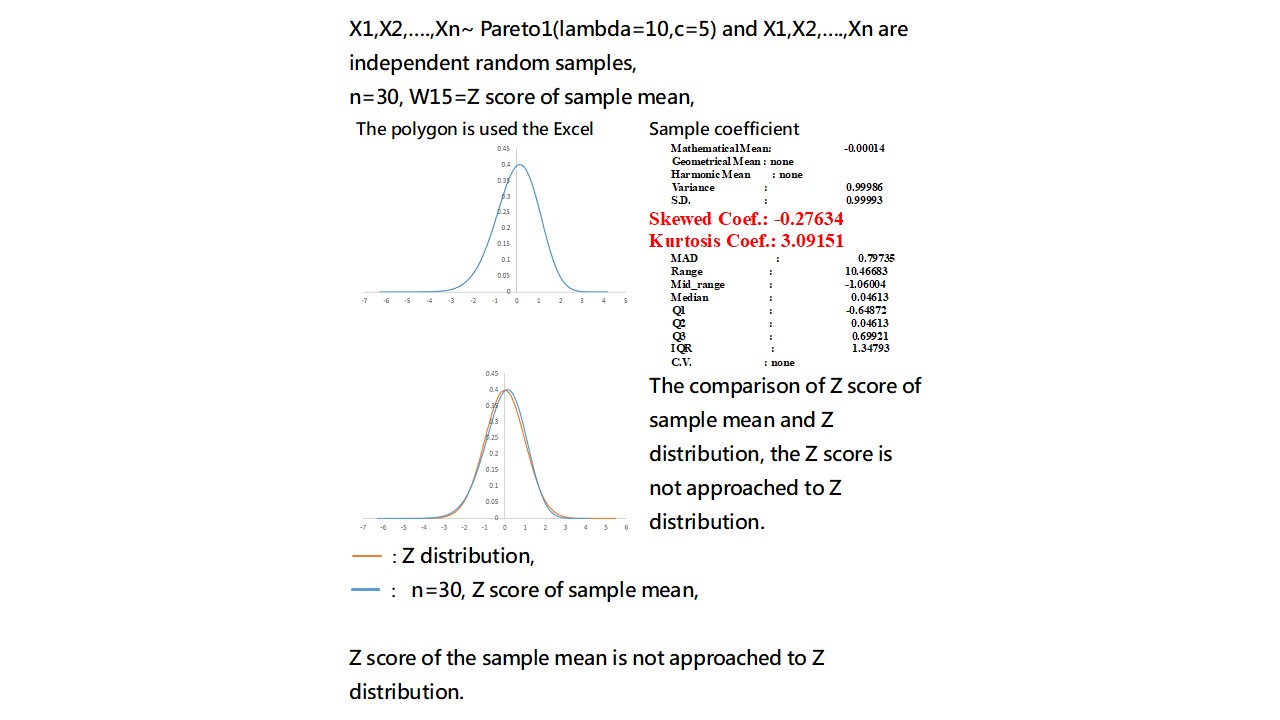 X1,X2,....,Xn~ Pareto1(lambda=10,c=5) and X1,X2,....,Xn are
independent random samples,
n=30, W15=Z score of sample mean,
The polygon is used the Excel
0.45
0.4
0.35
0.3
0.25
0.2
0.15
0.1
0.05
0
-7 -6 -5 -4 -3 -2 -1 0 1 2 3 4 5
Sample coefficient
Mathematical Mean: -0.00014
Geometrical Mean : none
Harmonic Mean : none
Variance : 0.99986
S.D. : 0.99993
Skewed Coef.: -0.27634
Kurtosis Coef.: 3.09151
MAD : 0.79735
Range : 10.46683
Mid_range : -1.06004
Median : 0.04613
Q1 : -0.64872
Q2 : 0.04613
Q3 : 0.69921
IQR : 1.34793
C.V. : none
0.45
0.4
0.35
0.3
0.25
0.2
0.15
0.1
0.05
0
-7 -6 -5 -4 -3 -2 -1 0 1 2 3 4 5 6
The comparison of Z score of
sample mean and Z
distribution, the Z score is
not approached to Z
distribution.
: Z distribution,
: n=30, Z score of sample mean,
Z score of the sample mean is not approached to Z
distribution.